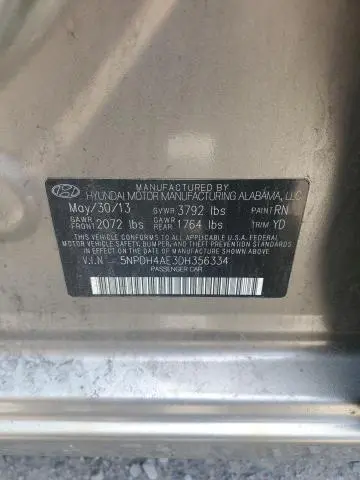 MANUFACTURED BY
HYUNDAI MOTOR MANUFACTURING ALABAMA, LLC
May/30/13 GVWR 3792 lbs PAINT RN
GAWR FRONT 2072 lbs GAWR REAR 1764 lbs TRIM YD
THIS VEHICLE CONFORMS TO ALL APPLICABLE U.S.A. FEDERAL
MOTOR VEHICLE SAFETY, BUMPER, AND THEFT PREVENTION STANDARDS
IN EFFECT ON THE DATE OF MANUFACTURE SHOWN ABOVE.
V.I.N 5NPDH4AE3DH356334
PASSENGER CAR